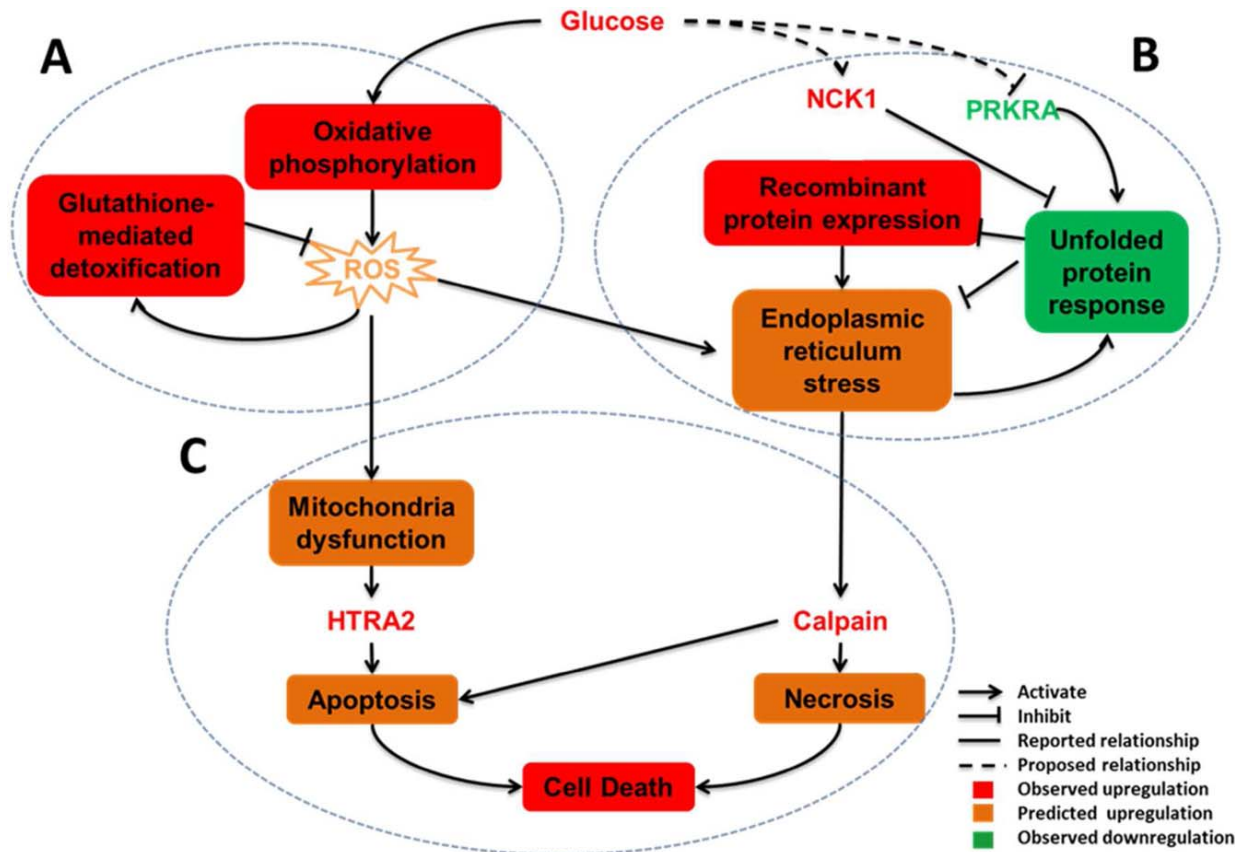 Glucose
A
B
NCK1
PRKRA
Oxidative
phosphorylation
Glutathione-
mediated
detoxification
ROS
Recombinant
protein expression
Unfolded
protein
response
Endoplasmic
reticulum
stress
C
Mitochondria
dysfunction
HTRA2
Calpain
Apoptosis
Necrosis
Cell Death
Activate
Inhibit
Reported relationship
Proposed relationship
Observed upregulation
Predicted upregulation
Observed downregulation